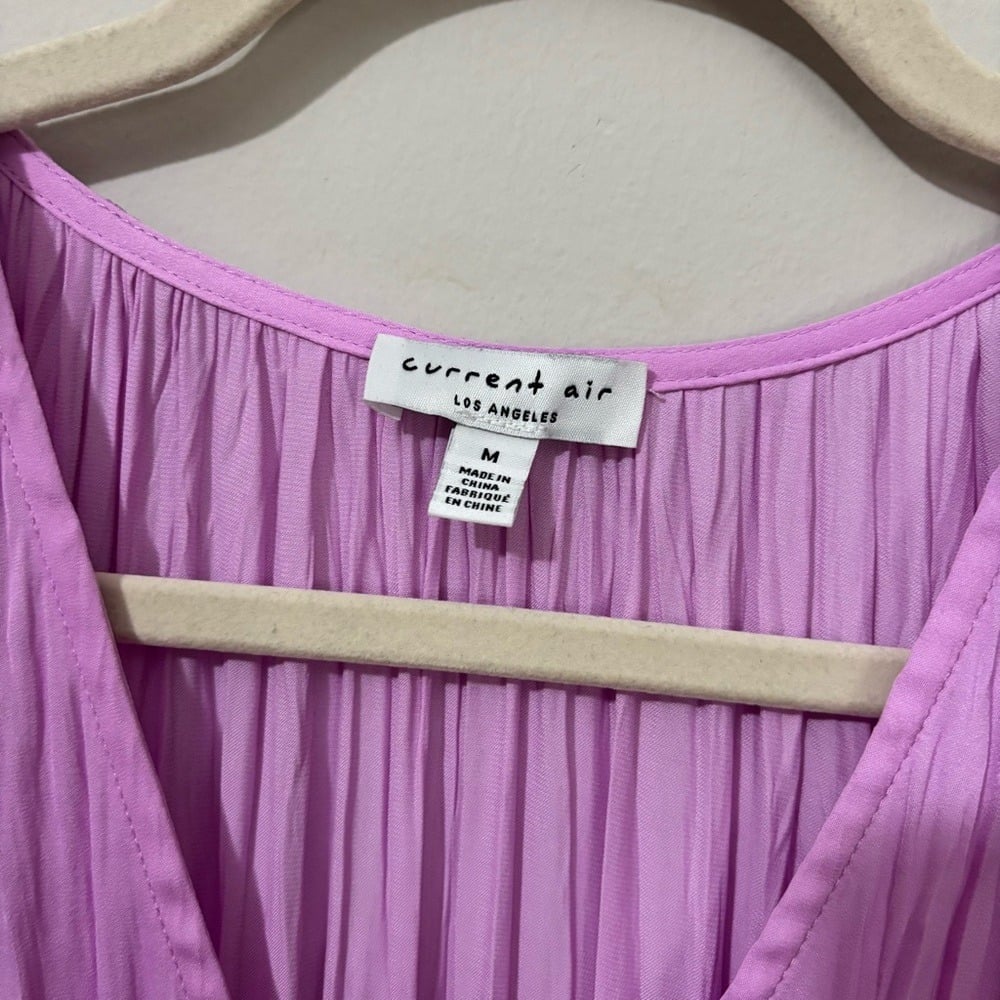 current air
LOS ANGELES
M
MADE IN
CHINA
FABRIQUÉ
EN CHINE